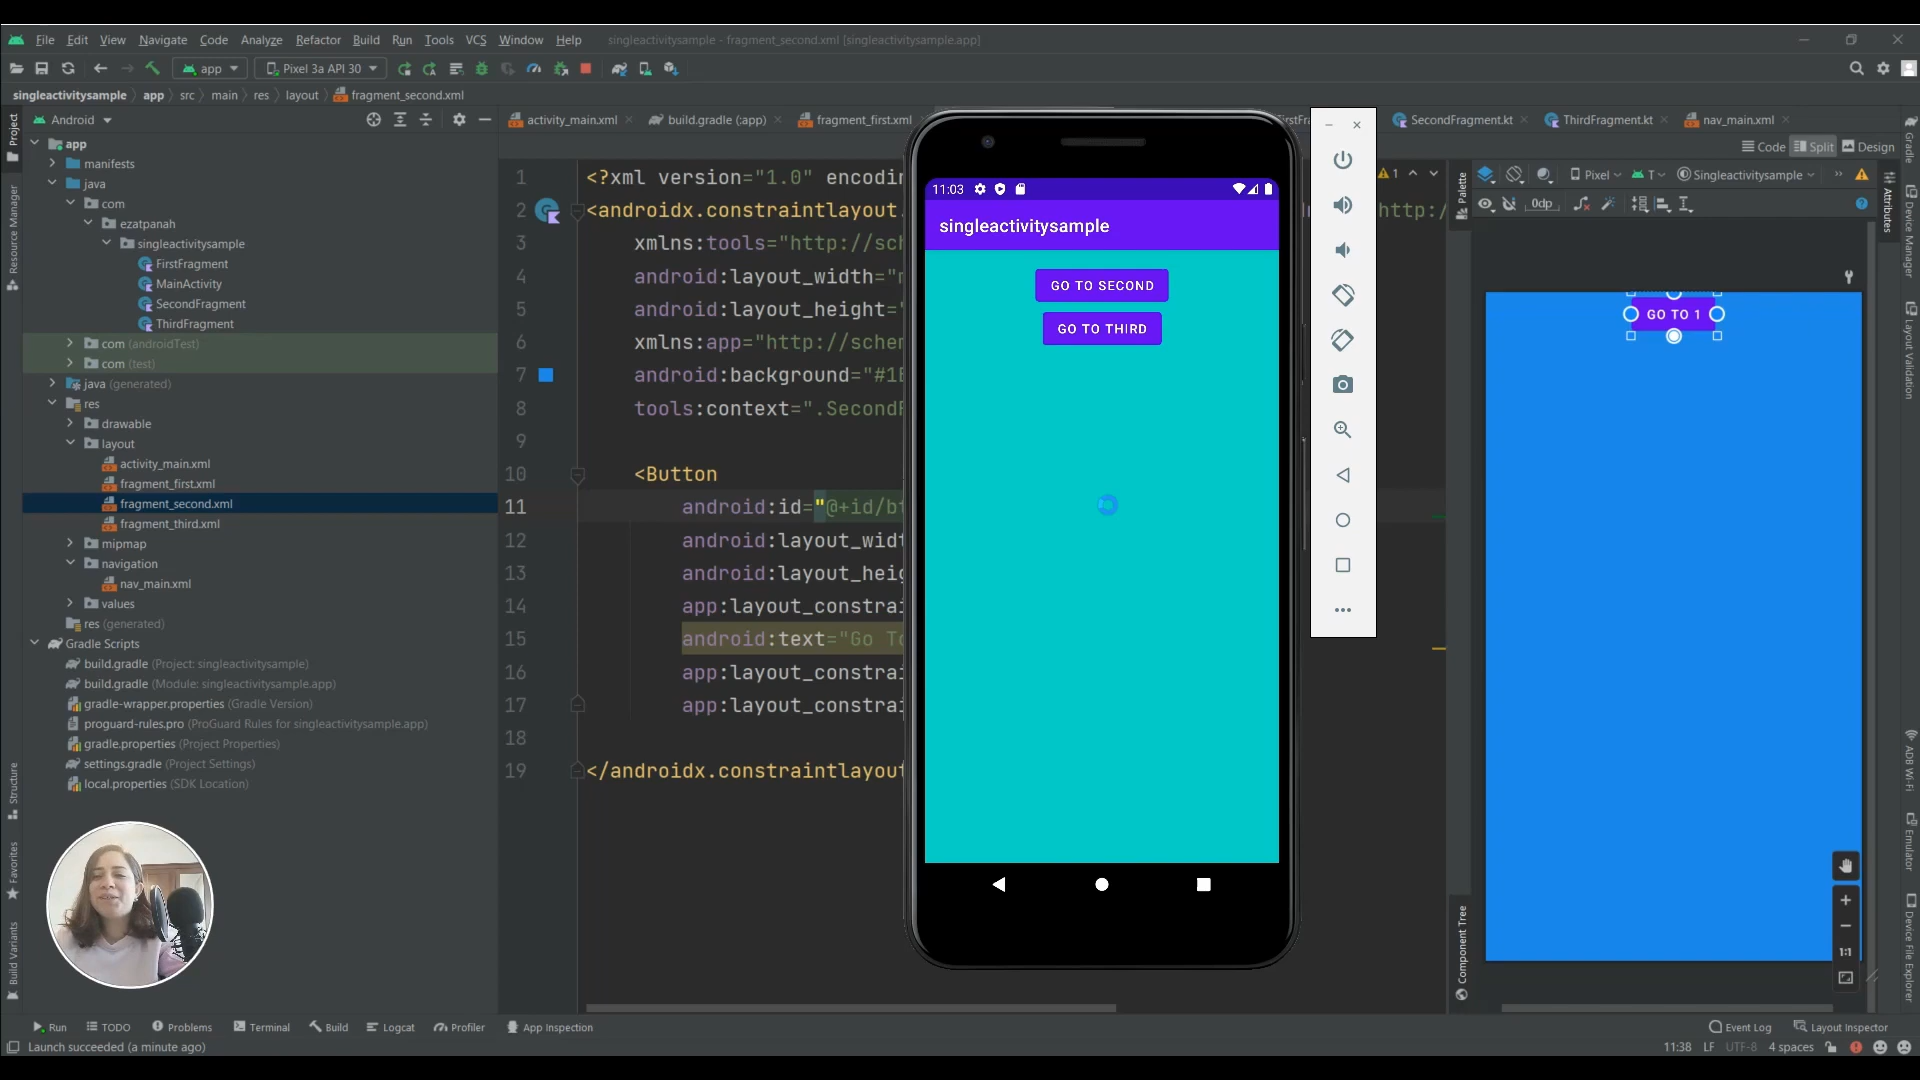 File Edit View Navigate Code Analyze Refactor Build Run Tools VCS Window Help singleactivitysample - fragment_second.xml [singleactivitysample.app]
app Pixel 3a API 30
singleactivitysample app src main res layout fragment_second.xml
Android
activity_main.xml build.gradle (:app) fragment_first.xml SecondFragment.kt ThirdFragment.kt nav_main.xml
Code Split Design
Project
Resource Manager
Structure
Favorites
Build Variants
app
manifests
java
com
ezatpanah
singleactivitysample
FirstFragment
MainActivity
SecondFragment
ThirdFragment
com (androidTest)
com (test)
java (generated)
res
drawable
layout
activity_main.xml
fragment_first.xml
fragment_second.xml
fragment_third.xml
mipmap
navigation
nav_main.xml
values
res (generated)
Gradle Scripts
build.gradle (Project: singleactivitysample)
build.gradle (Module: singleactivitysample.app)
gradle-wrapper.properties (Gradle Version)
proguard-rules.pro (ProGuard Rules for singleactivitysample.app)
gradle.properties (Project Properties)
settings.gradle (Project Settings)
local.properties (SDK Location)
1 <?xml version="1.0"
2 <androidx.constraintlayout. http:/
3 xmlns:tools="http://sch
4 android:layout_width="
5 android:layout_height="
6 xmlns:app="http://schem
7 android:background="#1
8 tools:context=".Second
9
10 <Button
11 android:id="@+id/b
12 android:layout_widt
13 android:layout_heig
14 app:layout_constrai
15 android:text="Go To
16 app:layout_constrai
17 app:layout_constrai
18
19 </androidx.constraintlayout
11:03
singleactivitysample
GO TO SECOND
GO TO THIRD
1
Palette
Component Tree
Pixel T Singleactivitysample
0dp
GO TO 1
1:1
Attributes
Gradle
Device Manager
Layout Validation
ADB Wi-Fi
Emulator
Device File Explorer
Run TODO Problems Terminal Build Logcat Profiler App Inspection Event Log Layout Inspector
Launch succeeded (a minute ago) 11:38 LF UTF-8 4 spaces